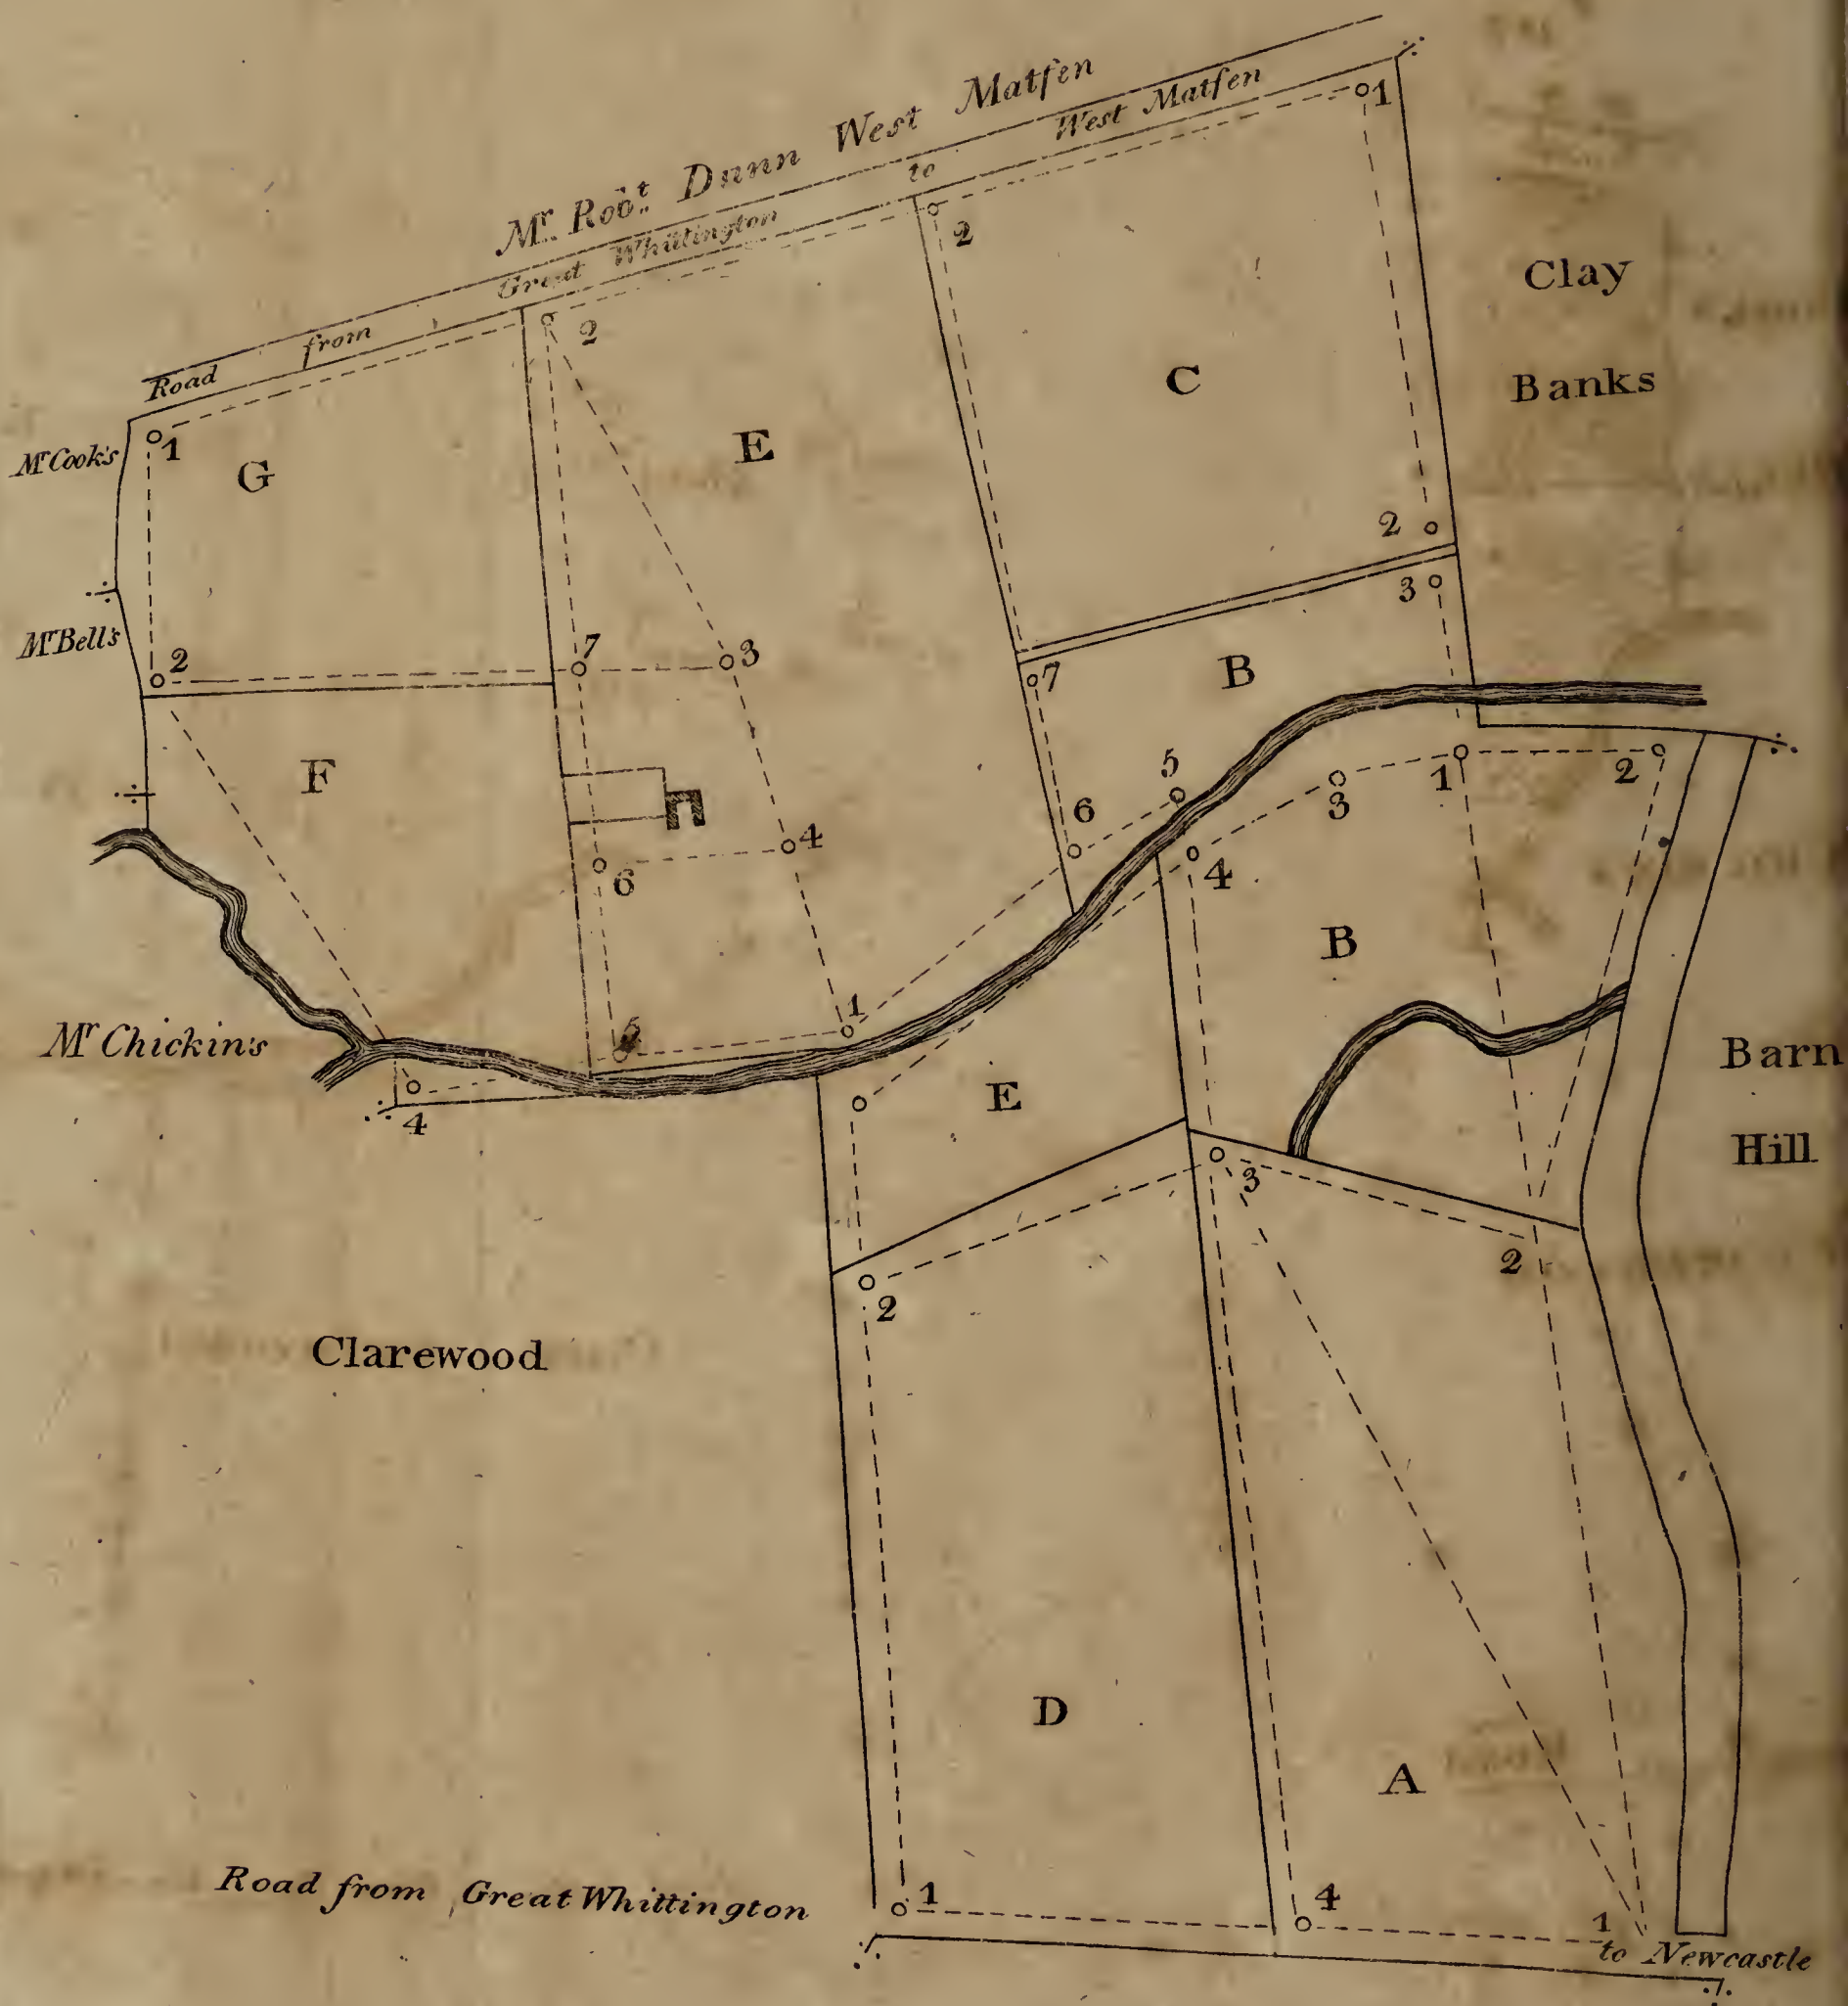 Mr. Robt. Dunn West Matfen
Road from Great Whittington to West Matfen
1
2
Clay
Banks
C
2
E
Mr Cook's
1
G
2
3
Mr Bell's
2
7
3
B
7
F
5
1
2
3
6
4
4
6
B
5
1
Mr Chickin's
Barn
Hill
4
E
3
2
2
Clarewood
D
A
Road from Great Whittington
1
4
1
to Newcastle